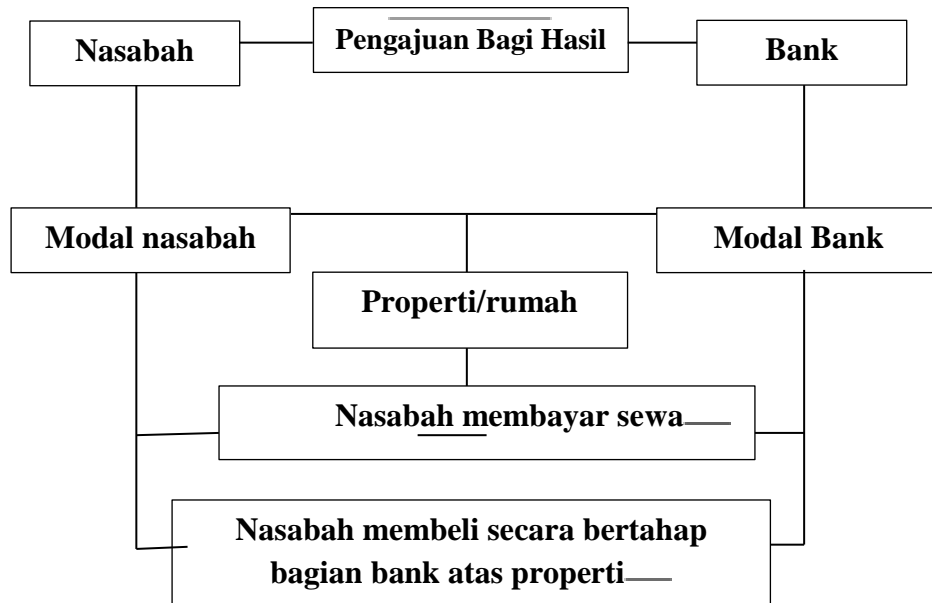 Nasabah
Pengajuan Bagi Hasil
Bank
Modal nasabah
Modal Bank
Properti/rumah
Nasabah membayar sewa
Nasabah membeli secara bertahap
bagian bank atas properti